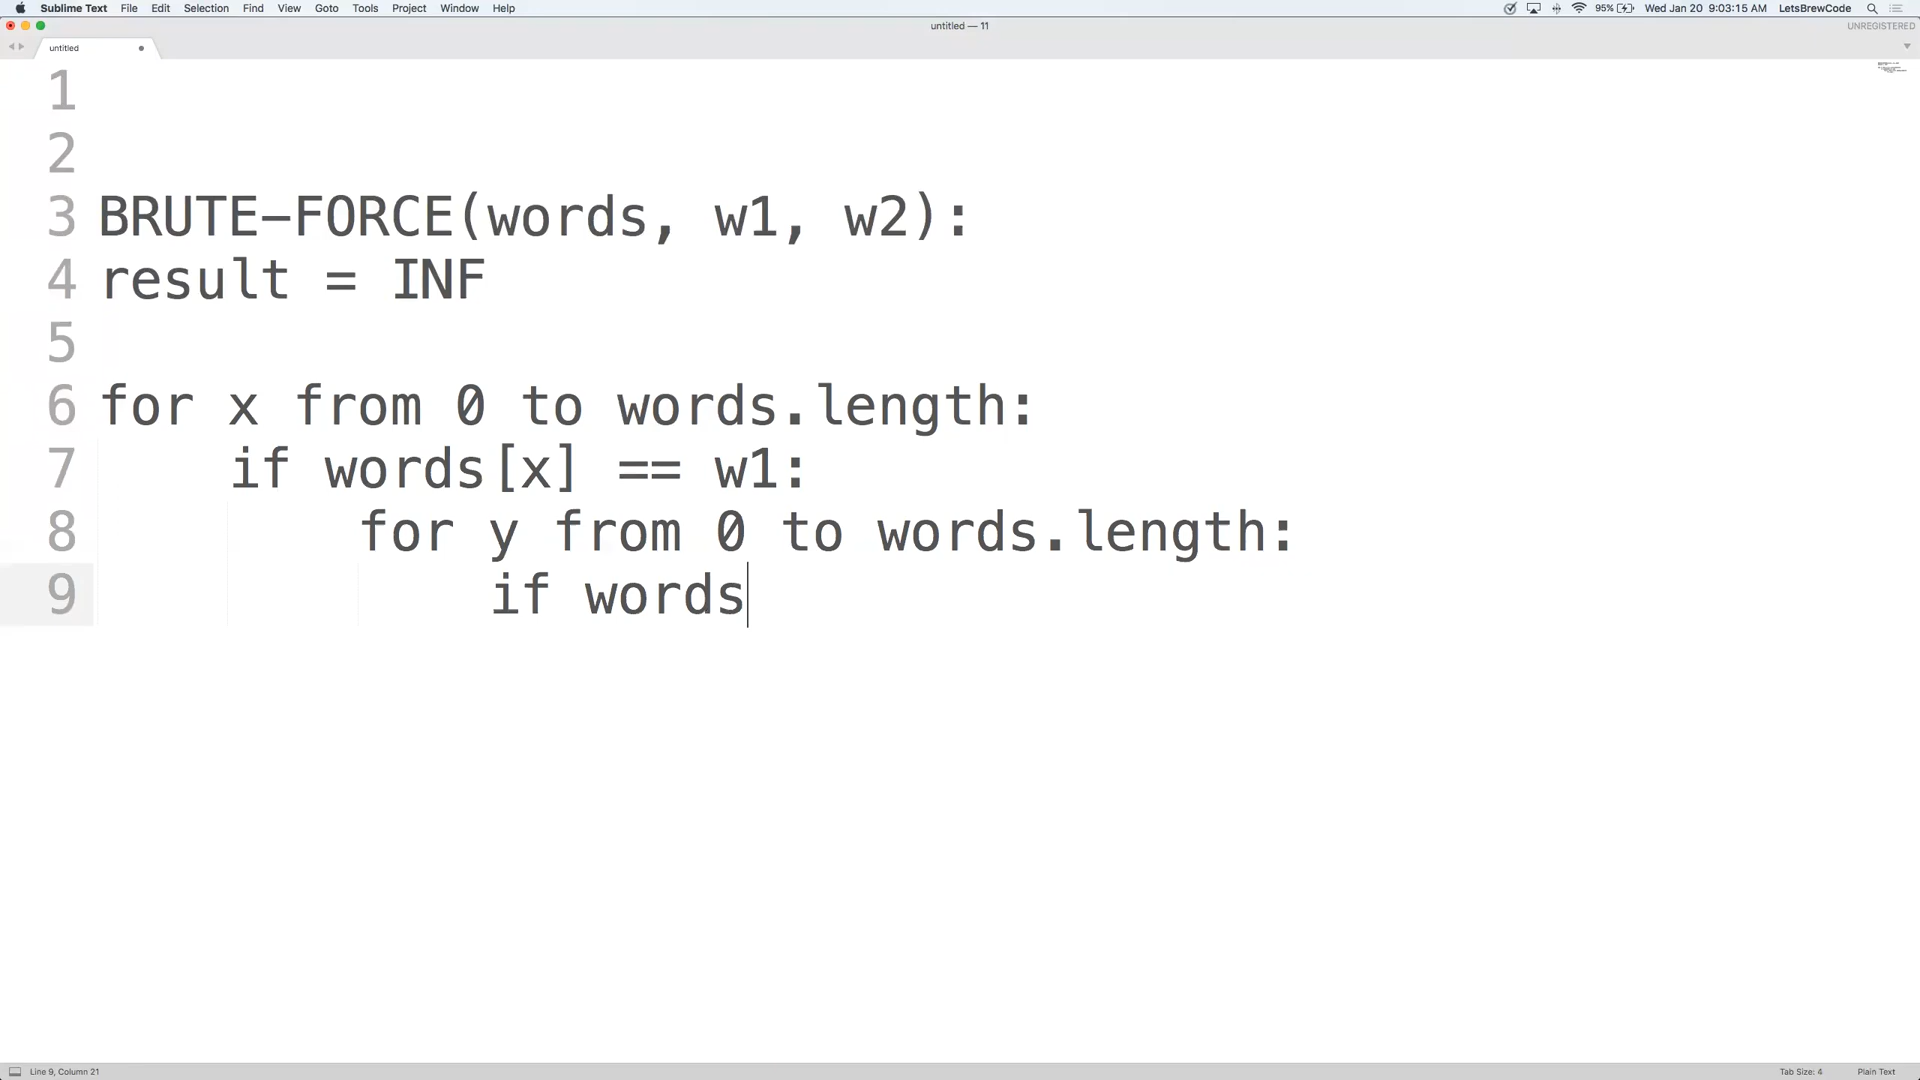 Sublime Text File Edit Selection Find View Goto Tools Project Window Help 95% Wed Jan 20 9:03:15 AM LetsBrewCode
untitled — 11 UNREGISTERED
untitled
1
2
3 BRUTE-FORCE(words, w1, w2):
4 result = INF
5
6 for x from 0 to words.length:
7 if words[x] == w1:
8 for y from 0 to words.length:
9 if words
Line 9, Column 21 Tab Size: 4 Plain Text